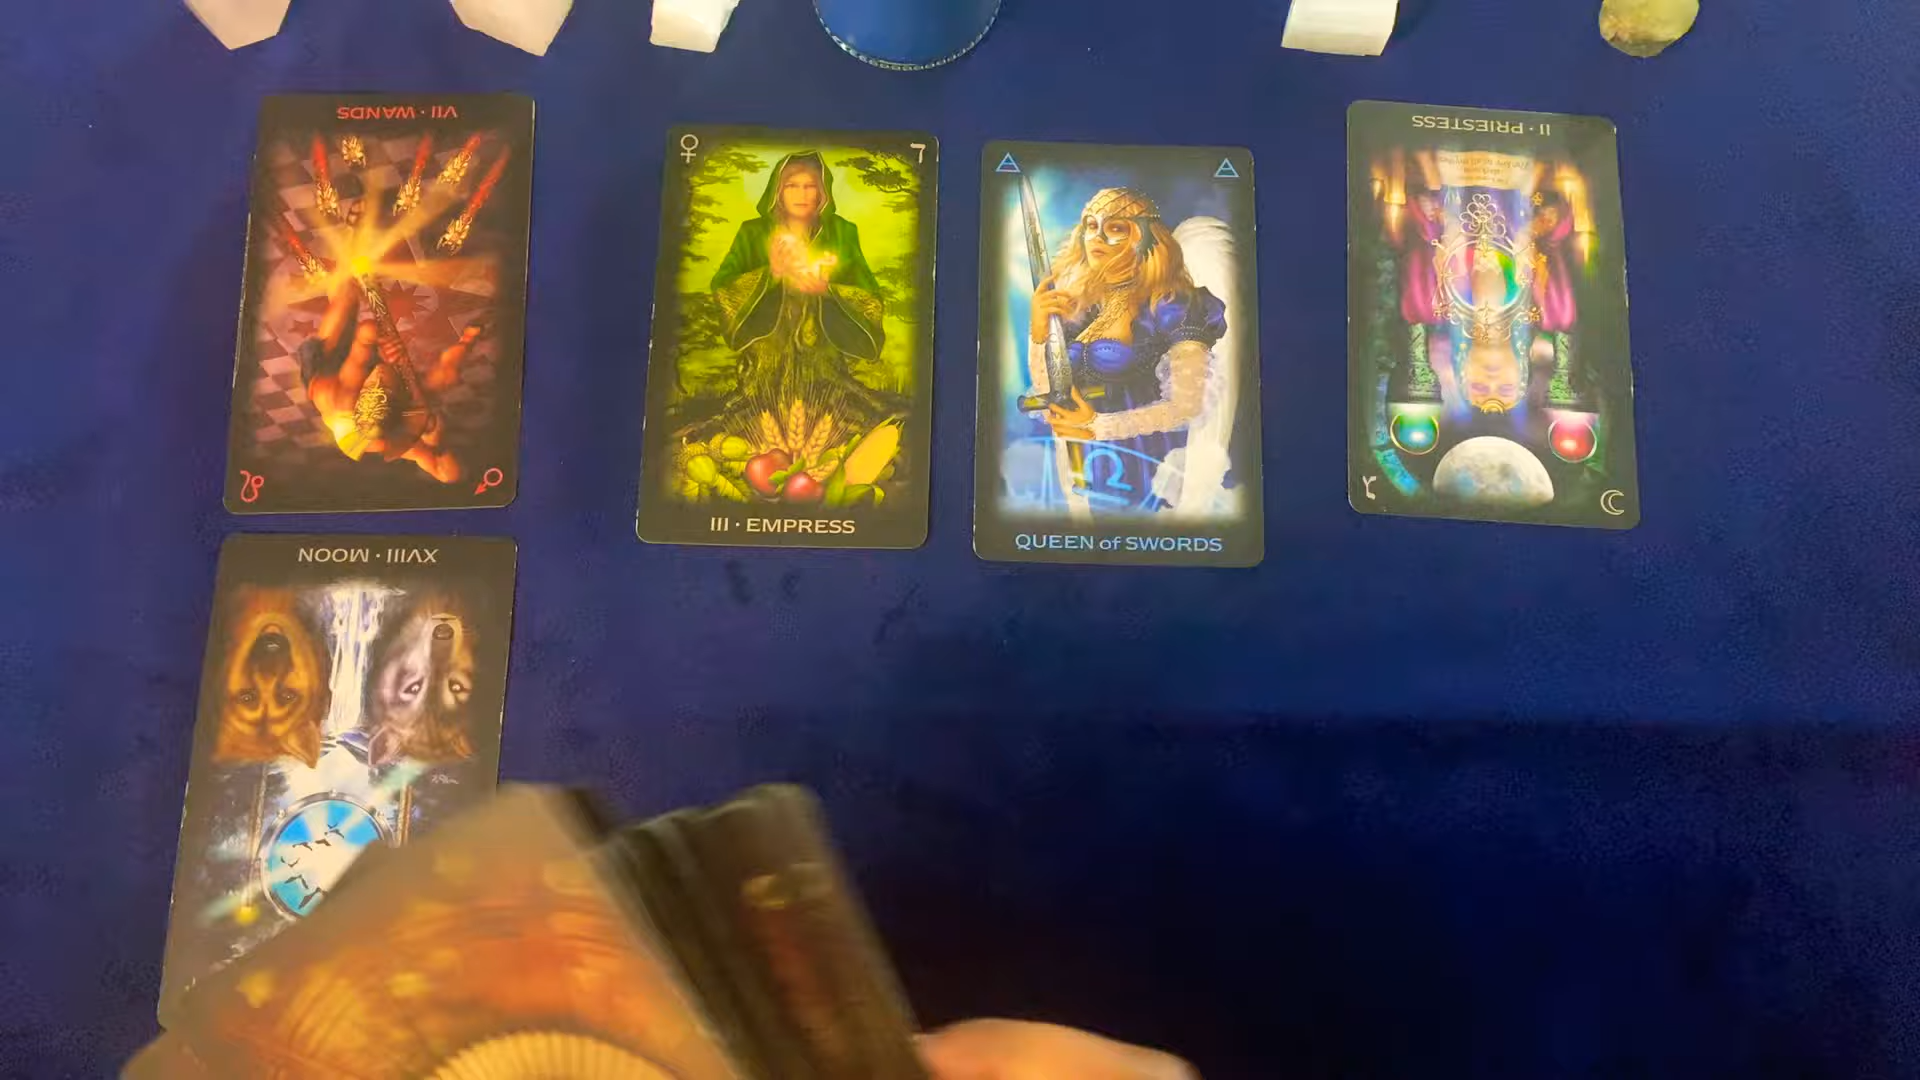 VII · WANDS
III · EMPRESS
QUEEN of SWORDS
II · PRIESTESS
XVIII · MOON